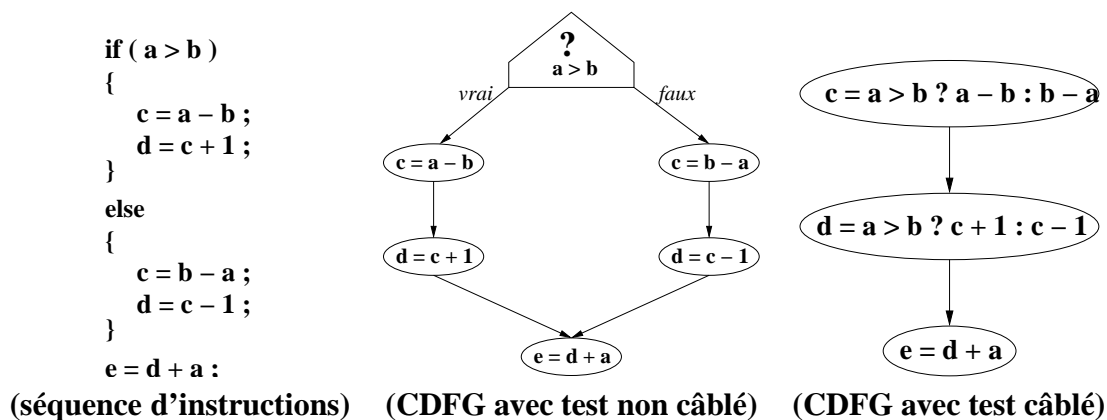 if ( a > b )
{
c = a − b ;
d = c + 1 ;
}
else
{
c = b − a ;
d = c − 1 ;
}
e = d + a ;
(séquence d'instructions)
?
a > b
vrai
faux
c = a − b
c = b − a
d = c + 1
d = c − 1
e = d + a
(CDFG avec test non câblé)
c = a > b ? a − b : b − a
d = a > b ? c + 1 : c − 1
e = d + a
(CDFG avec test câblé)